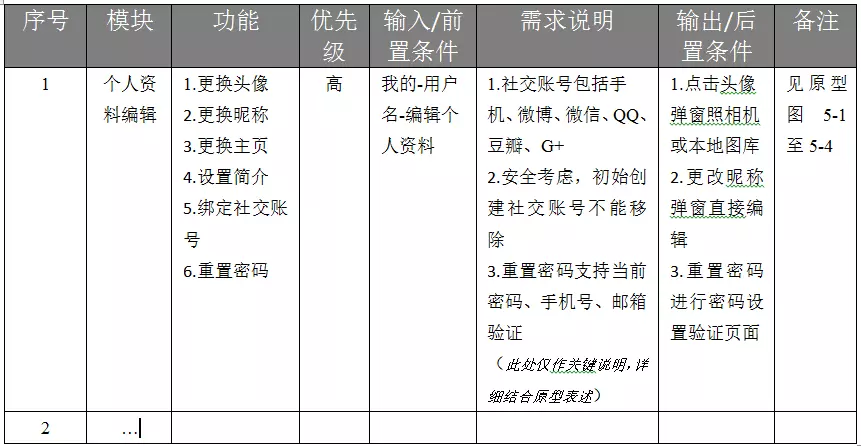 序号
模块
功能
优先
级
输入/前
置条件
需求说明
输出/后
置条件
备注
1
个人资
料编辑
1.更换头像
2.更换昵称
3.更换主页
4.设置简介
5.绑定社交账
号
6.重置密码
高
我的-用户
名-编辑个
人资料
1.社交账号包括手
机、微博、微信、QQ、
豆瓣、G+
2.安全考虑，初始创
建社交账号不能移
除
3.重置密码支持当前
密码、手机号、邮箱
验证
（此处仅作关键说明，详
细结合原型表述）
1.点击头像
弹窗照相机
或本地图库
2.更改昵称
弹窗直接编
辑
3.重置密码
进行密码设
置验证页面
见原型
图 5-1
至 5-4
2
…